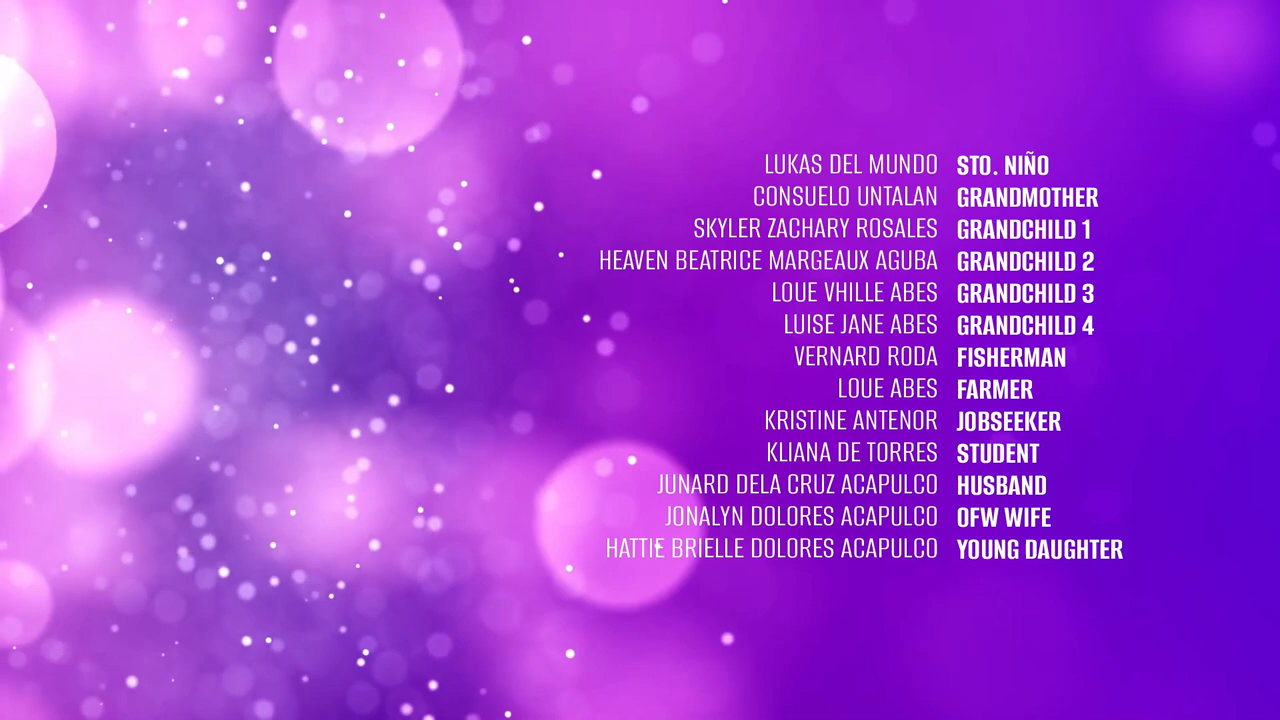 LUKAS DEL MUNDO STO. NIÑO
CONSUELO UNTALAN GRANDMOTHER
SKYLER ZACHARY ROSALES GRANDCHILD 1
HEAVEN BEATRICE MARGEAUX AGUBA GRANDCHILD 2
LOUE VHILLE ABES GRANDCHILD 3
LUISE JANE ABES GRANDCHILD 4
VERNARD RODA FISHERMAN
LOUE ABES FARMER
KRISTINE ANTENOR JOBSEEKER
KLIANA DE TORRES STUDENT
JUNARD DELA CRUZ ACAPULCO HUSBAND
JONALYN DOLORES ACAPULCO OFW WIFE
HATTIE BRIELLE DOLORES ACAPULCO YOUNG DAUGHTER